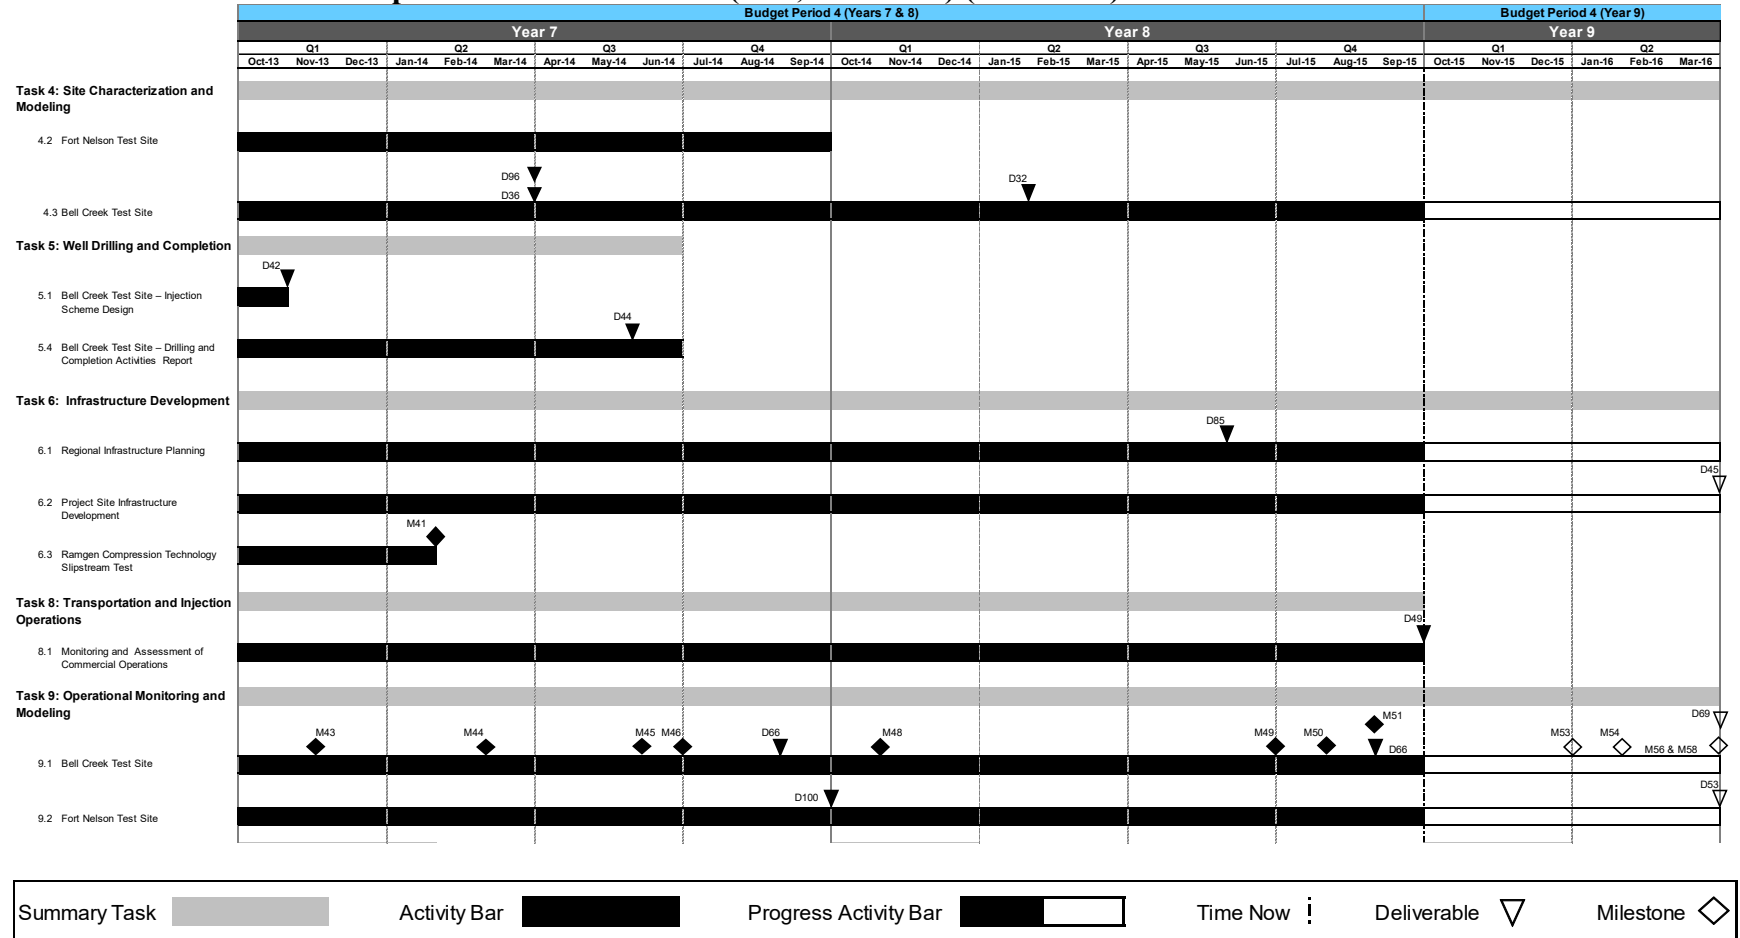 Budget Period 4 (Years 7 & 8) Budget Period 4 (Year 9)
Year 7 Year 8 Year 9
Q1 Q2 Q3 Q4 Q1 Q2 Q3 Q4 Q1 Q2
Oct-13 Nov-13 Dec-13 Jan-14 Feb-14 Mar-14 Apr-14 May-14 Jun-14 Jul-14 Aug-14 Sep-14 Oct-14 Nov-14 Dec-14 Jan-15 Feb-15 Mar-15 Apr-15 May-15 Jun-15 Jul-15 Aug-15 Sep-15 Oct-15 Nov-15 Dec-15 Jan-16 Feb-16 Mar-16
Task 4: Site Characterization and
Modeling
4.2 Fort Nelson Test Site
D96
D32
D36
4.3 Bell Creek Test Site
Task 5: Well Drilling and Completion
D42
5.1 Bell Creek Test Site – Injection
Scheme Design
D44
5.4 Bell Creek Test Site – Drilling and
Completion Activities Report
Task 6: Infrastructure Development
D85
6.1 Regional Infrastructure Planning
D45
6.2 Project Site Infrastructure
Development
M41
6.3 Ramgen Compression Technology
Slipstream Test
Task 8: Transportation and Injection
Operations
D49
8.1 Monitoring and Assessment of
Commercial Operations
Task 9: Operational Monitoring and
Modeling
M51 D69
M43 M44 M45 M46 D66 M48 M49 M50 M53 M54
D66 M56 & M58
9.1 Bell Creek Test Site
D100 D53
9.2 Fort Nelson Test Site
Summary Task Activity Bar Progress Activity Bar Time Now Deliverable Milestone